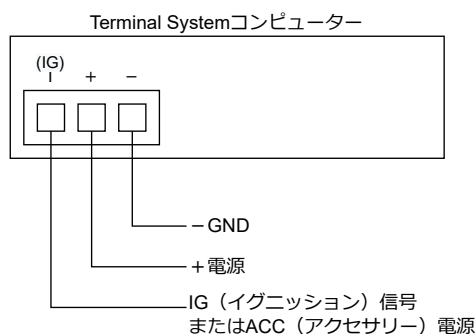 Terminal Systemコンピューター
(IG)
I + −
−GND
+電源
IG（イグニッション）信号
またはACC（アクセサリー）電源